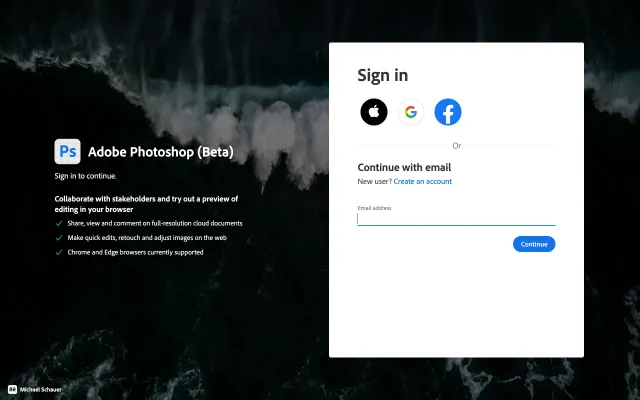 Ps Adobe Photoshop (Beta)
Sign in to continue.
Collaborate with stakeholders and try out a preview of
editing in your browser
Share, view and comment on full-resolution cloud documents
Make quick edits, retouch and adjust images on the web
Chrome and Edge browsers currently supported
Michael Schauer
Sign in
Or
Continue with email
New user? Create an account
Email address
Continue